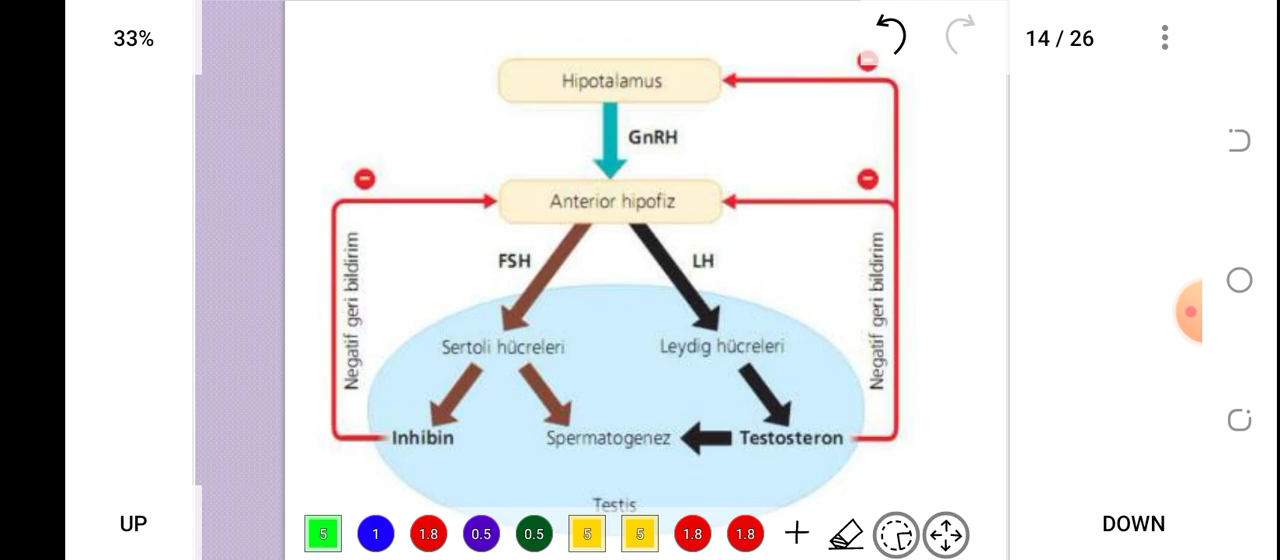 33%
14 / 26
Hipotalamus
GnRH
Anterior hipofiz
FSH
LH
Negatif geri bildirim
Negatif geri bildirim
Sertoli hücreleri
Leydig hücreleri
Inhibin
Spermatogenez
Testosteron
Testis
UP
5
1
1.8
0.5
0.5
5
5
1.8
1.8
DOWN